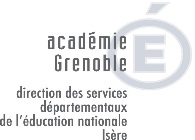 académie
Grenoble
É
direction des services
départementaux
de l'éducation nationale
Isère